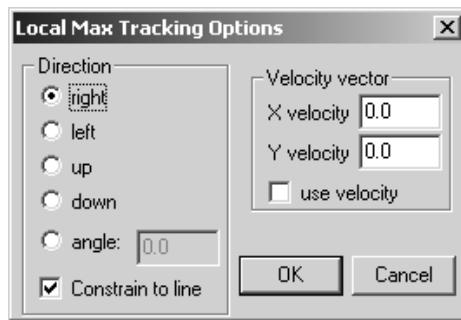 Local Max Tracking Options
Direction
right
left
up
down
angle: 0.0
Constrain to line
Velocity vector
X velocity 0.0
Y velocity 0.0
use velocity
OK Cancel